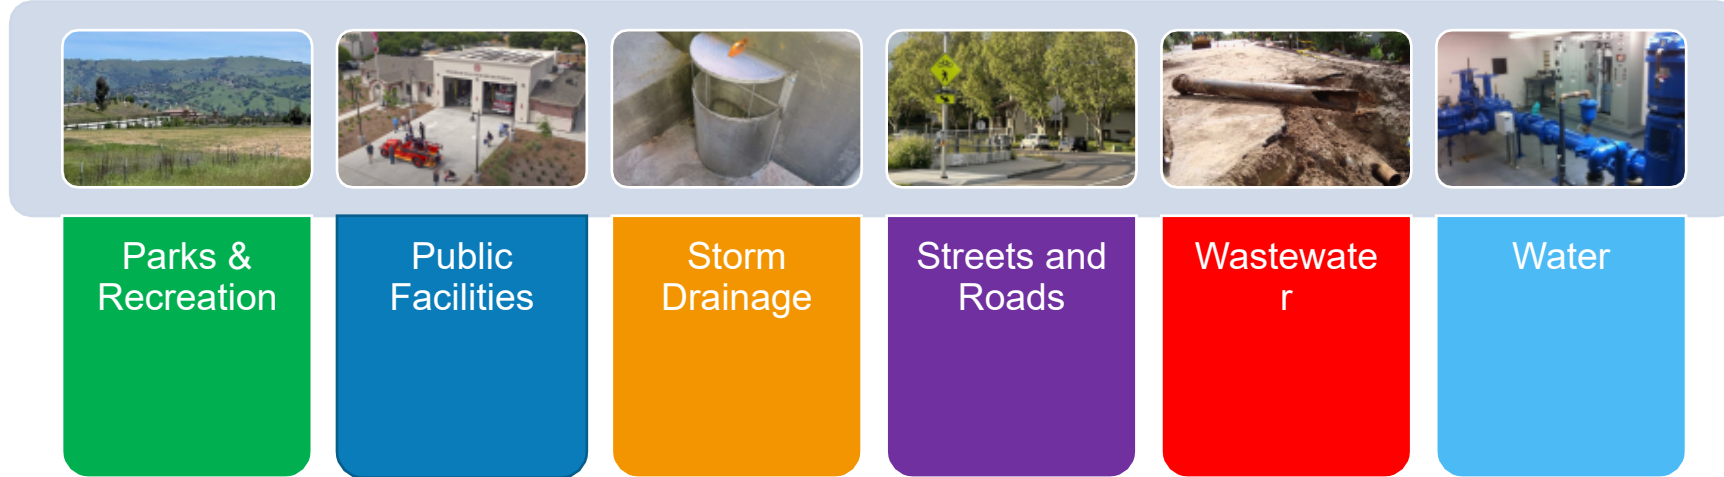 Parks &
Recreation
Public
Facilities
Storm
Drainage
Streets and
Roads
Wastewate
r
Water